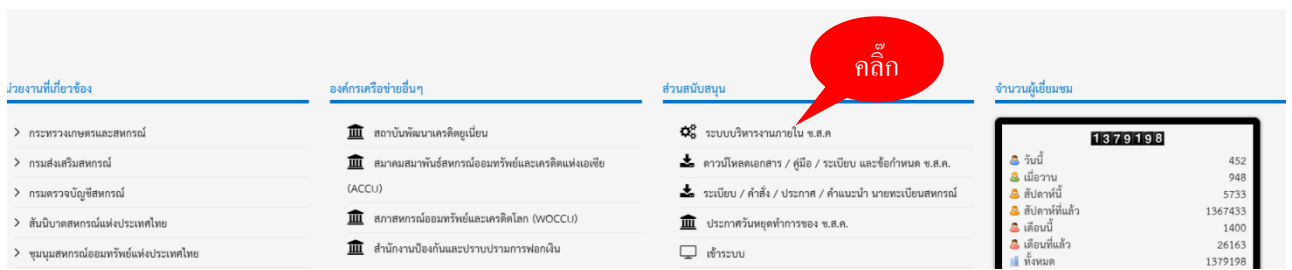 คลิ๊ก
น่วยงานที่เกี่ยวข้อง
กระทรวงเกษตรและสหกรณ์
กรมส่งเสริมสหกรณ์
กรมตรวจบัญชีสหกรณ์
สันนิบาตสหกรณ์แห่งประเทศไทย
ชุมนุมสหกรณ์ออมทรัพย์แห่งประเทศไทย
องค์กรเครือข่ายอื่นๆ
สถาบันพัฒนาเครดิตยูเนี่ยน
สมาคมสมาพันธ์สหกรณ์ออมทรัพย์และเครดิตแห่งเอเซีย
(ACCU)
สภาสหกรณ์ออมทรัพย์และเครดิตโลก (WOCCU)
สำนักงานป้องกันและปราบปรามการฟอกเงิน
ส่วนสนับสนุน
ระบบบริหารงานภายใน ช.ส.ค
ดาวน์โหลดเอกสาร / คู่มือ / ระเบียบ และข้อกำหนด ช.ส.ค.
ระเบียบ / คำสั่ง / ประกาศ / คำแนะนำ นายทะเบียนสหกรณ์
ประกาศวันหยุดทำการของ ช.ส.ค.
เข้าระบบ
จำนวนผู้เยี่ยมชม
1379198
วันนี้ 452
เมื่อวาน 948
สัปดาห์นี้ 5733
สัปดาห์ที่แล้ว 1367433
เดือนนี้ 1400
เดือนที่แล้ว 26163
ทั้งหมด 1379198